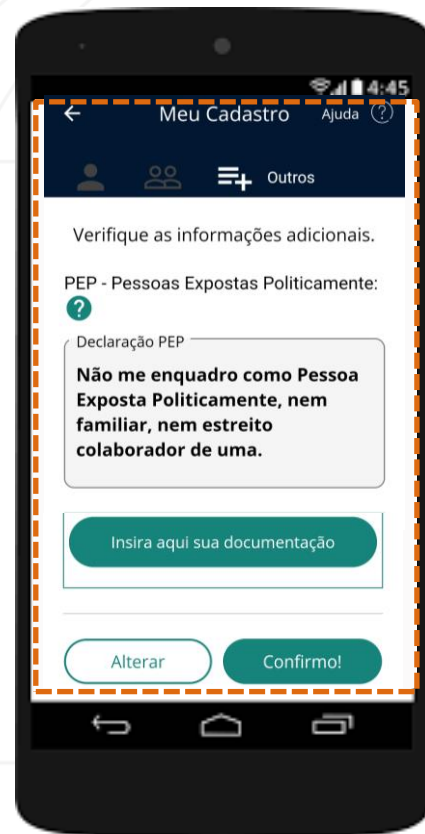 4:45
Meu Cadastro Ajuda ?
Outros
Verifique as informações adicionais.
PEP - Pessoas Expostas Politicamente:
?
Declaração PEP
Não me enquadro como Pessoa
Exposta Politicamente, nem
familiar, nem estreito
colaborador de uma.
Insira aqui sua documentação
Alterar Confirmo!